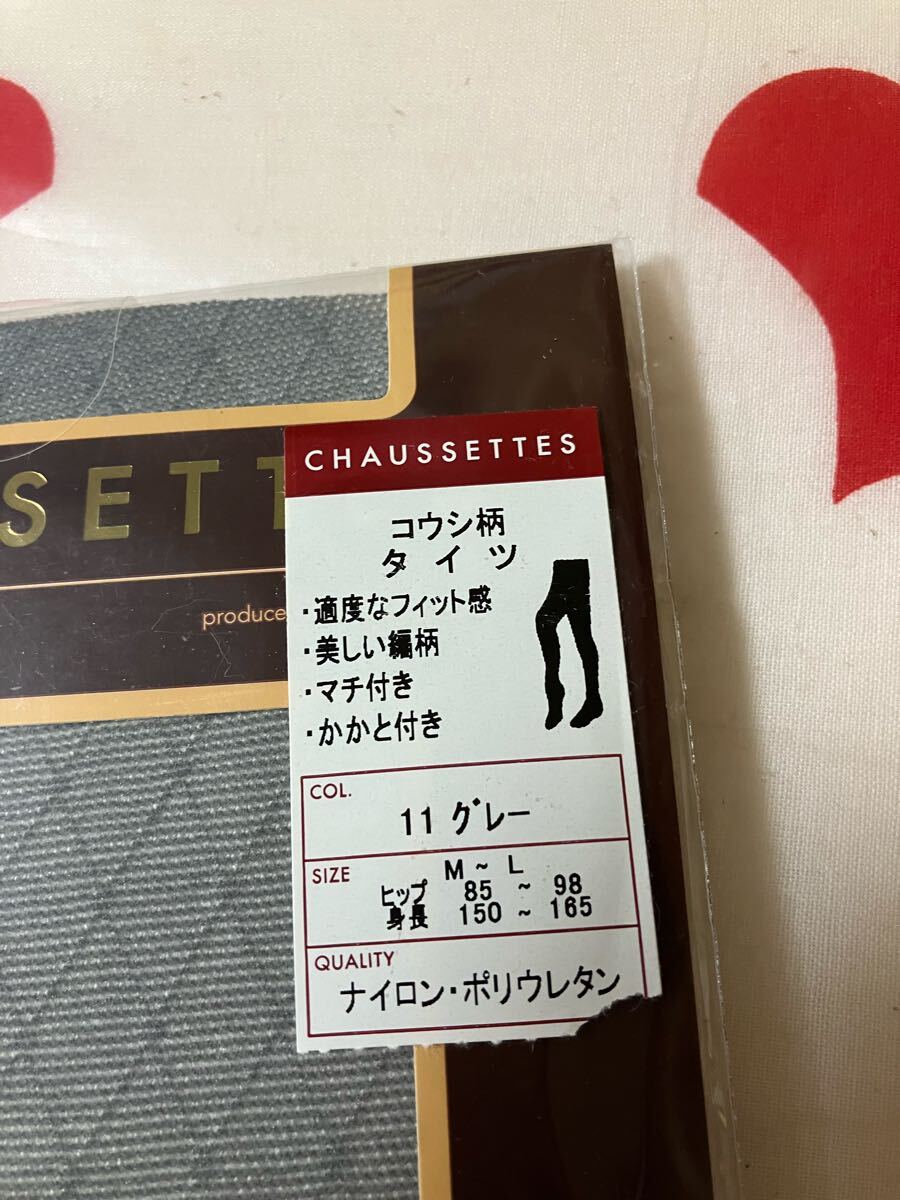 SETT
produce
CHAUSSETTES
コウシ柄
タイツ
・適度なフィット感
・美しい編柄
・マチ付き
・かかと付き
COL.
11 グレー
SIZE
M ~ L
ヒップ 85 ~ 98
身長 150 ~ 165
QUALITY
ナイロン・ポリウレタン